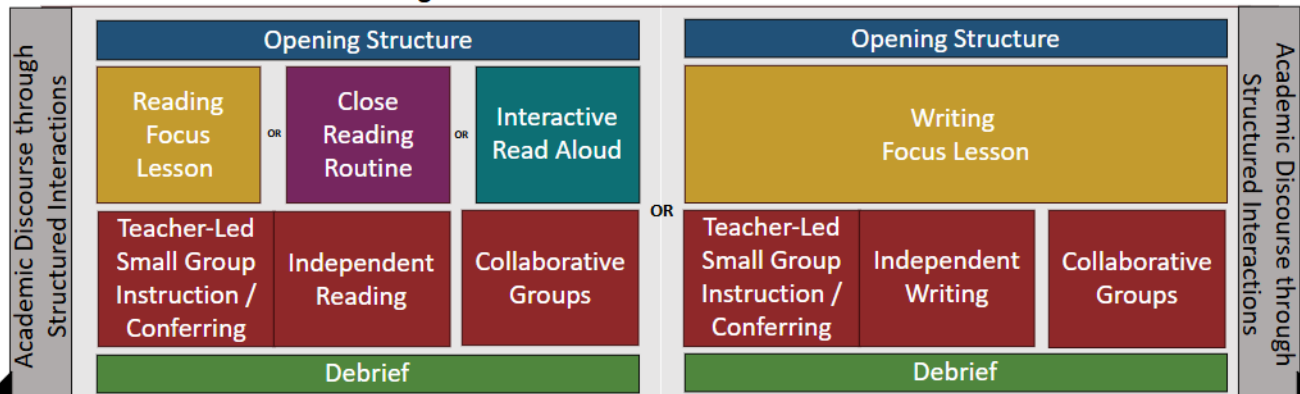 Academic Discourse through
Structured Interactions
Opening Structure
Reading
Focus
Lesson
OR
Close
Reading
Routine
OR
Interactive
Read Aloud
Teacher-Led
Small Group
Instruction /
Conferring
Independent
Reading
Collaborative
Groups
Debrief
OR
Opening Structure
Writing
Focus Lesson
Teacher-Led
Small Group
Instruction /
Conferring
Independent
Writing
Collaborative
Groups
Debrief
Academic Discourse through
Structured Interactions